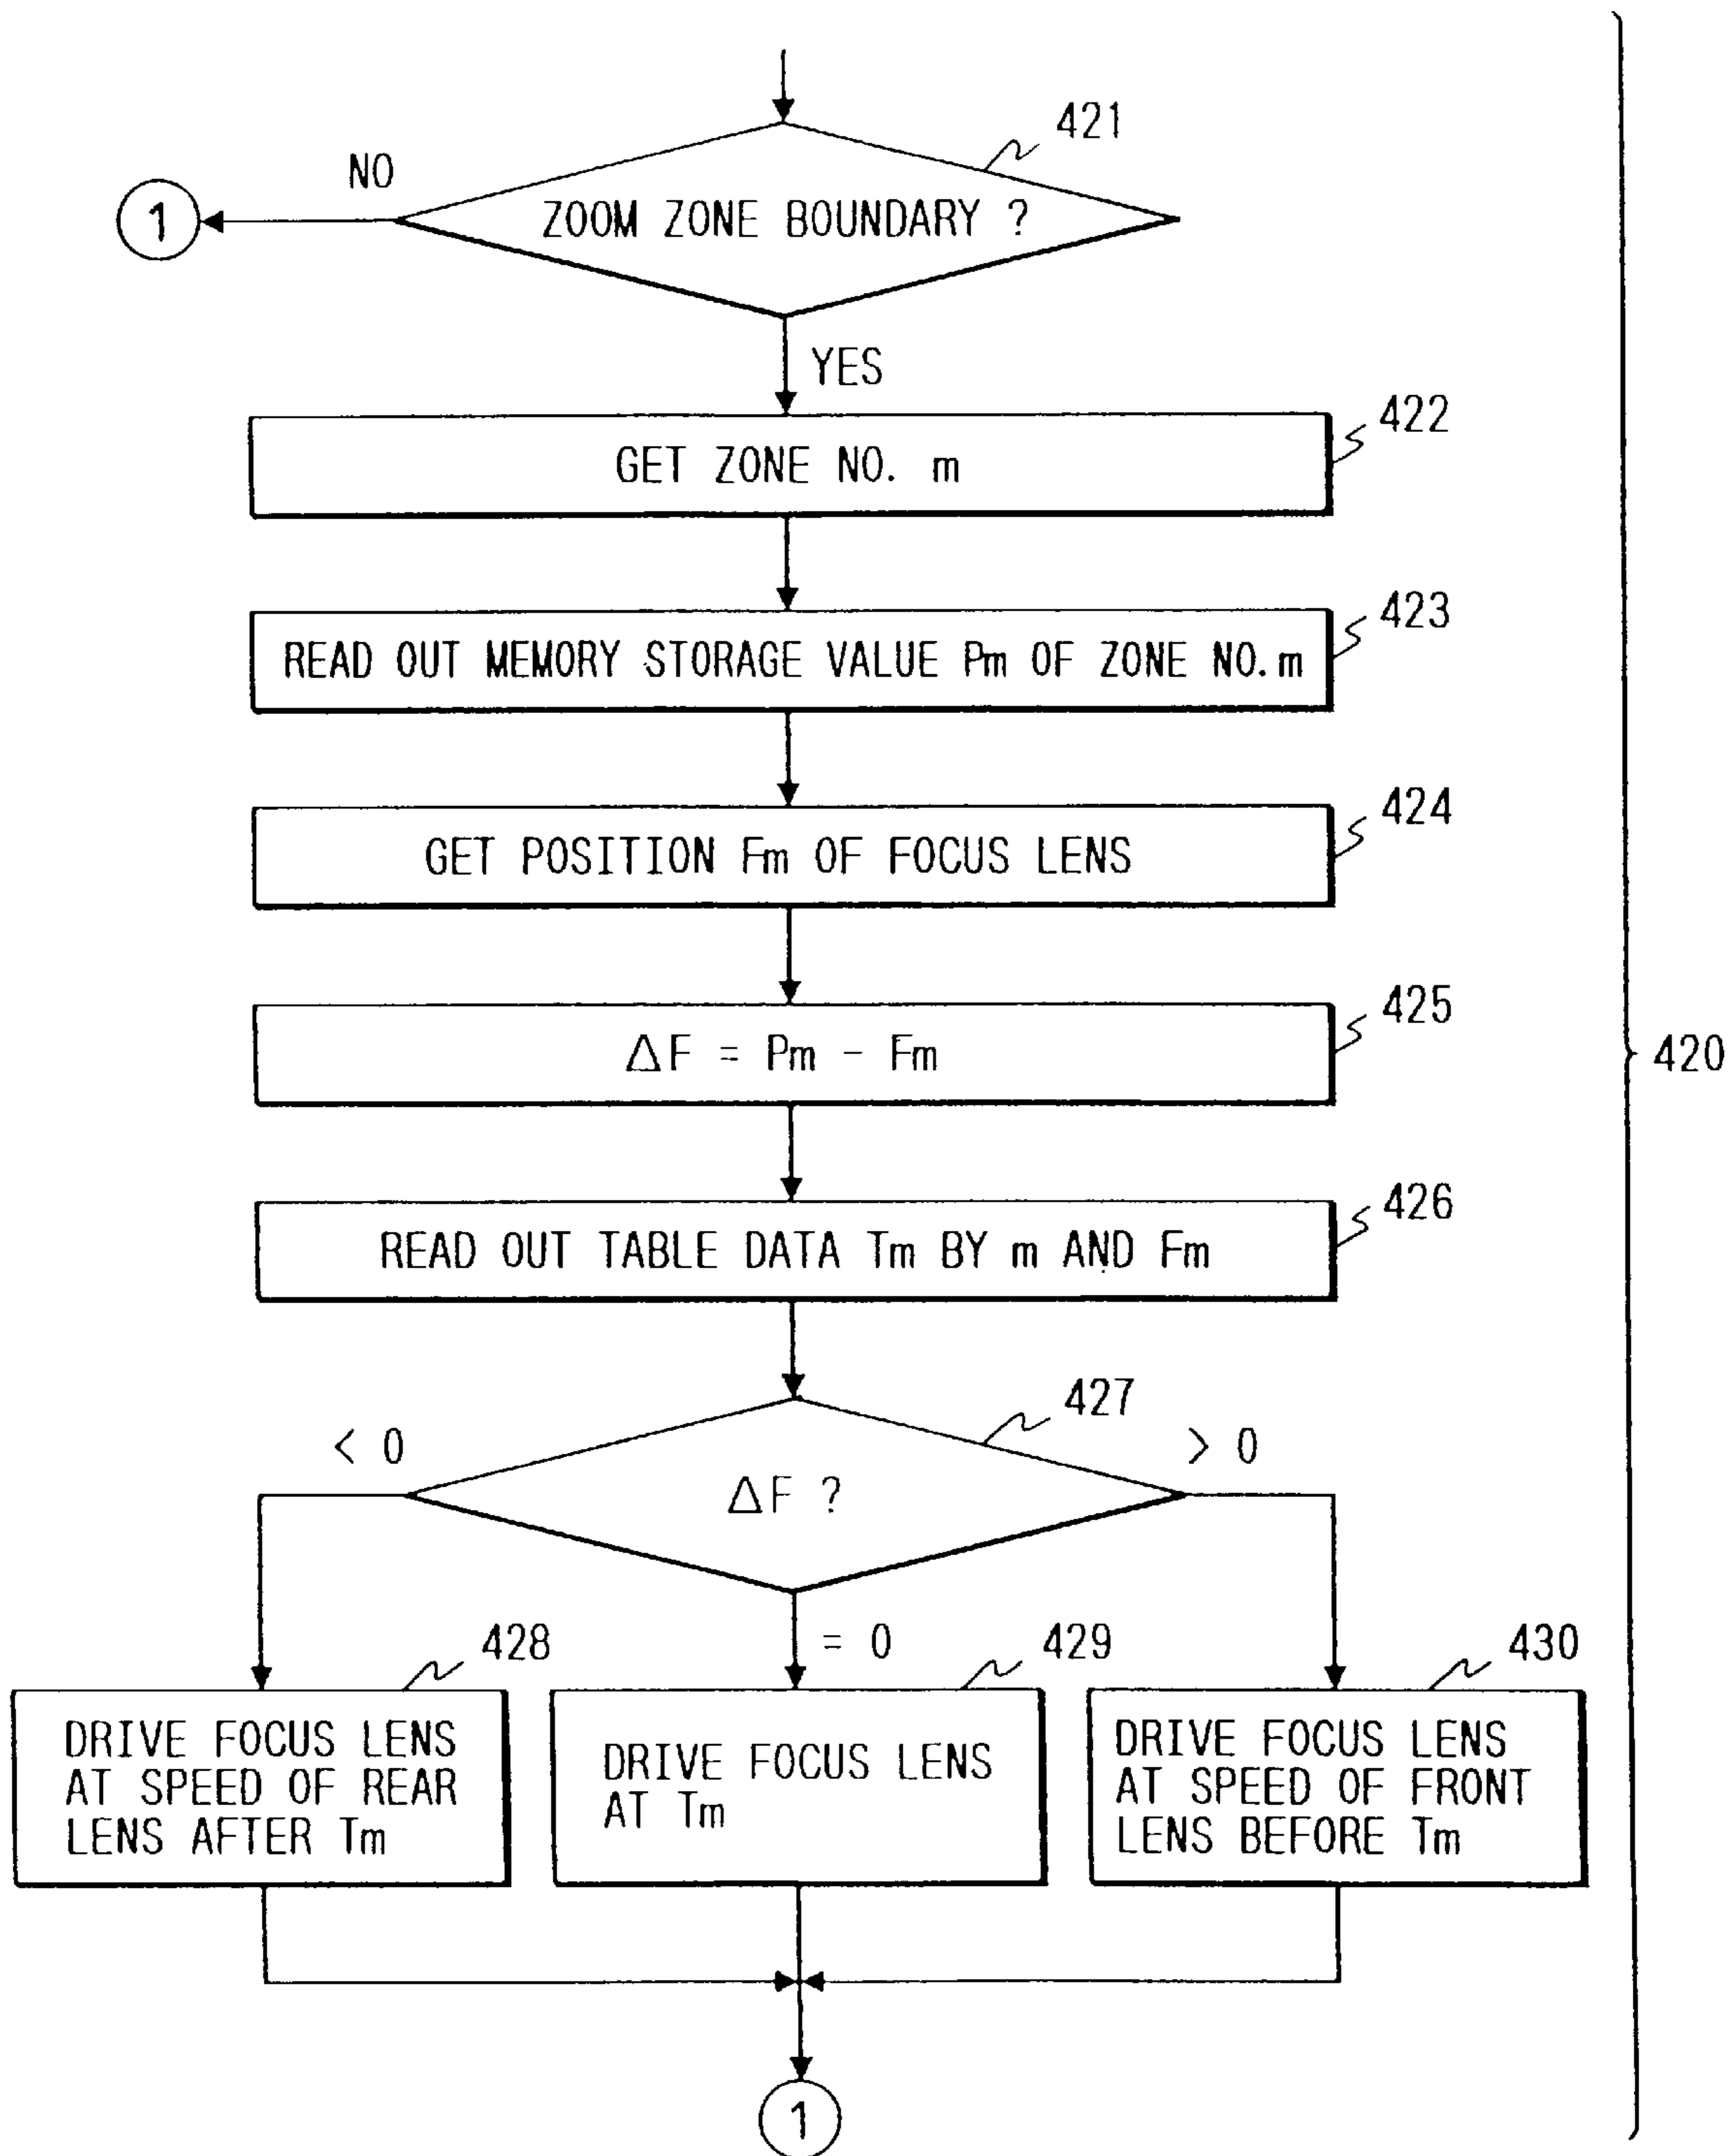 421
NO
1
ZOOM ZONE BOUNDARY ?
YES
422
GET ZONE NO. m
423
READ OUT MEMORY STORAGE VALUE Pm OF ZONE NO.m
424
GET POSITION Fm OF FOCUS LENS
425
ΔF = Pm - Fm
420
426
READ OUT TABLE DATA Tm BY m AND Fm
427
< 0
> 0
ΔF ?
= 0
428
429
430
DRIVE FOCUS LENS
AT SPEED OF REAR
LENS AFTER Tm
DRIVE FOCUS LENS
AT Tm
DRIVE FOCUS LENS
AT SPEED OF FRONT
LENS BEFORE Tm
1